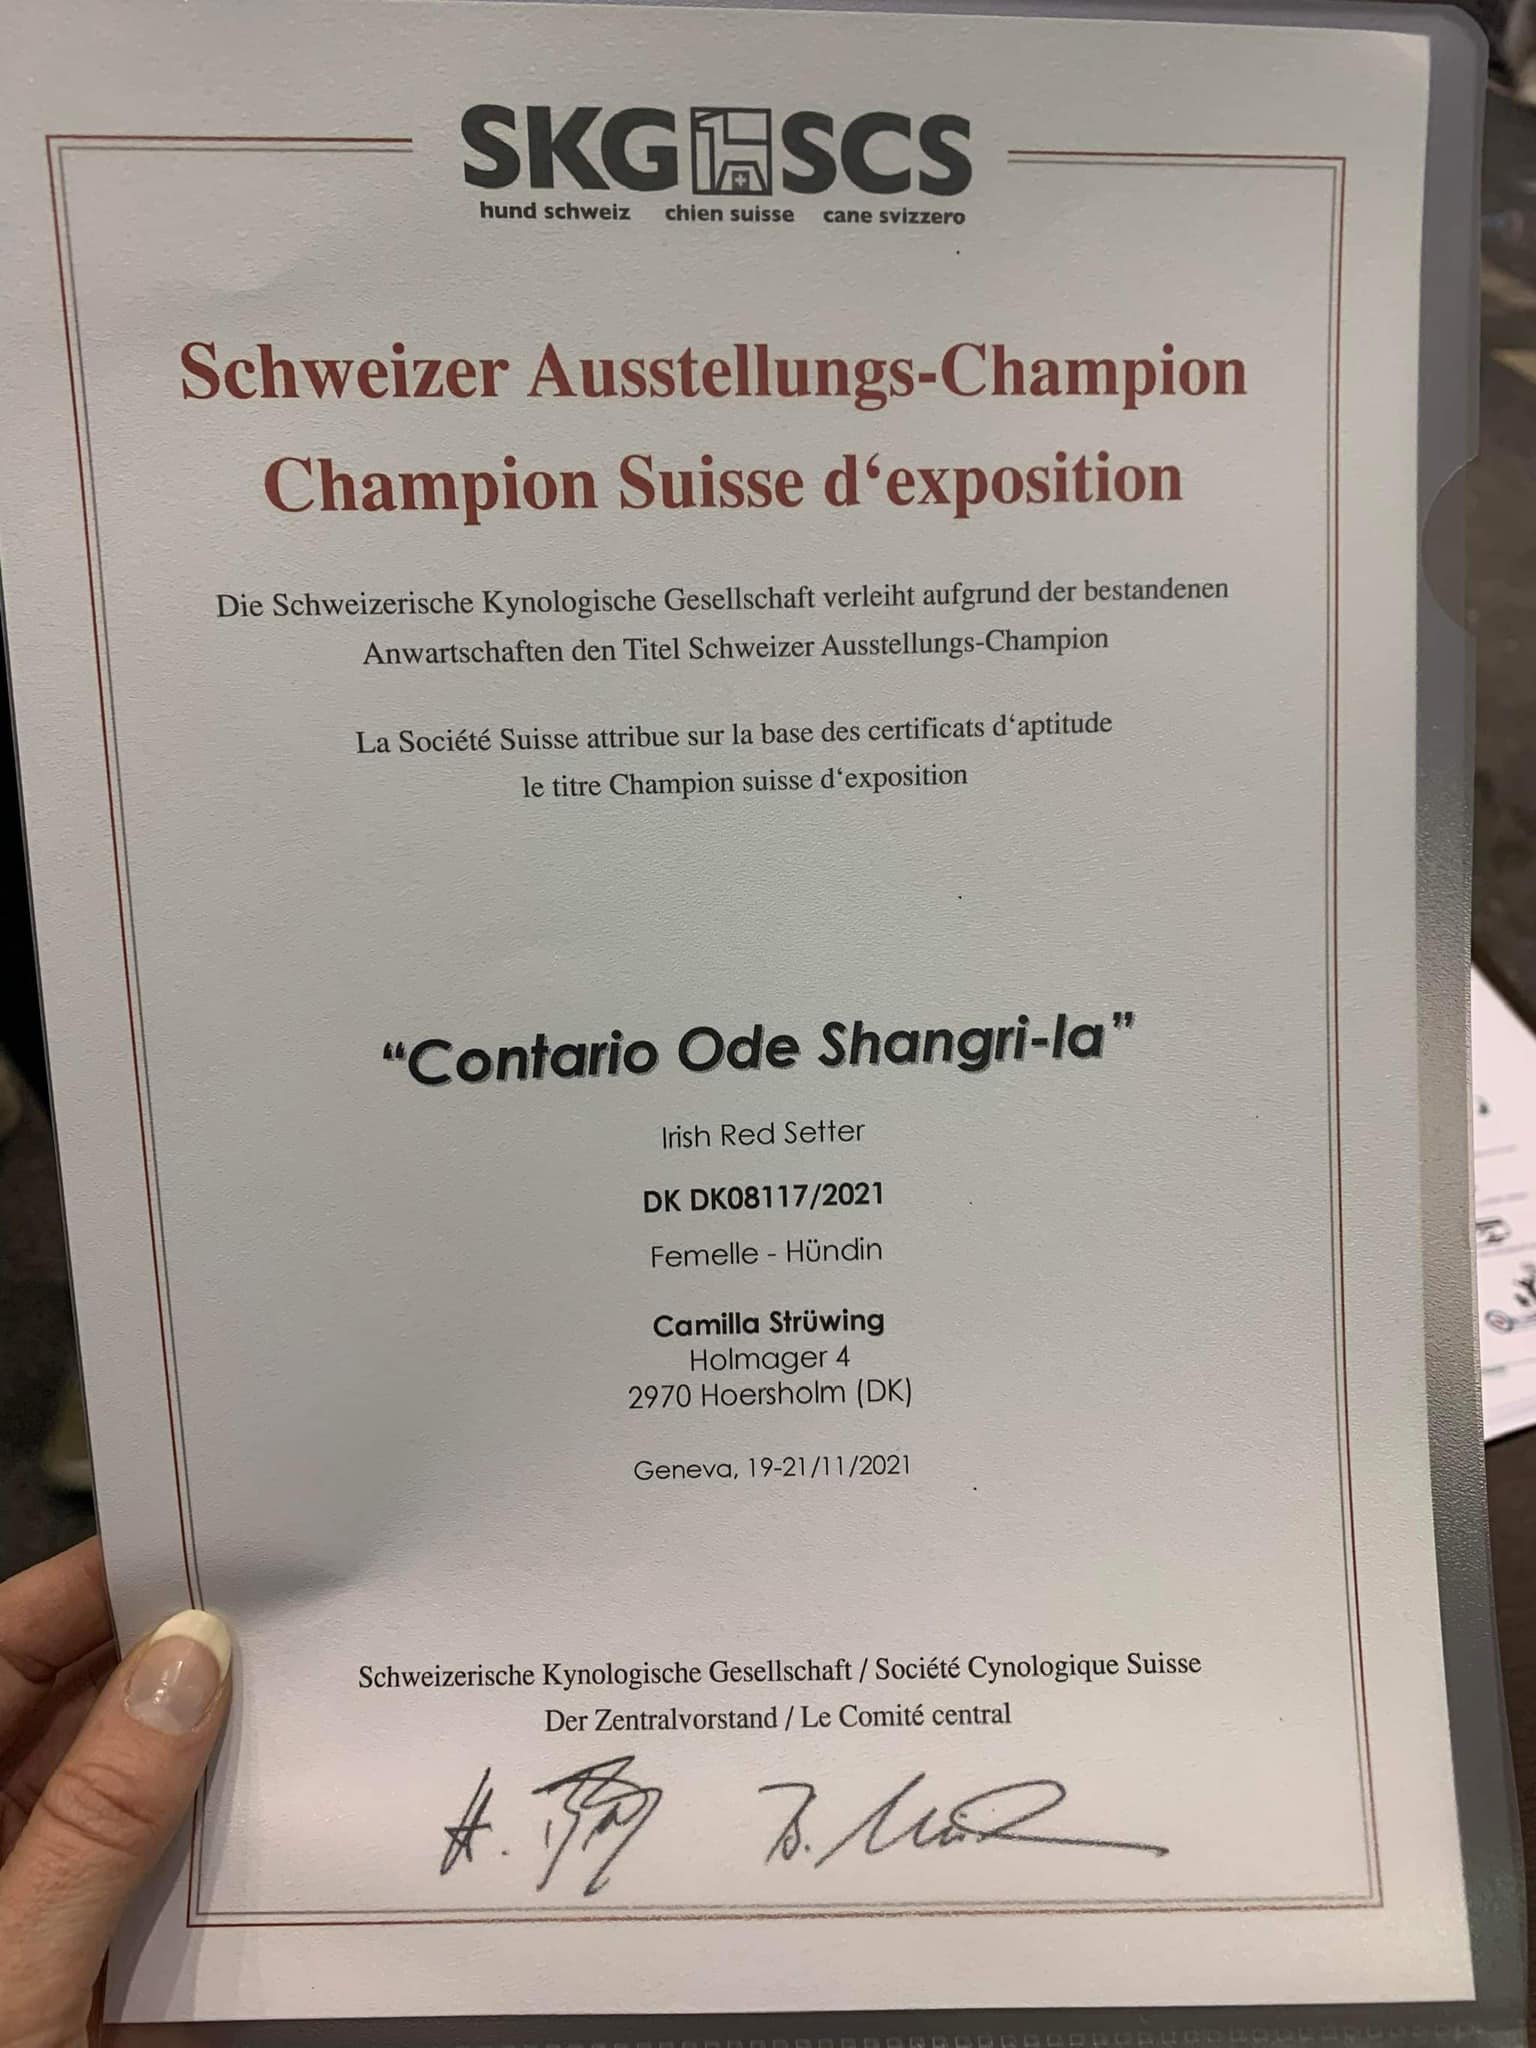 SKG SCS
hund schweiz chien suisse cane svizzero
Schweizer Ausstellungs-Champion
Champion Suisse d‘exposition
Die Schweizerische Kynologische Gesellschaft verleiht aufgrund der bestandenen
Anwartschaften den Titel Schweizer Ausstellungs-Champion
La Société Suisse attribue sur la base des certificats d‘aptitude
le titre Champion suisse d‘exposition
“Contario Ode Shangri-la”
Irish Red Setter
DK DK08117/2021
Femelle - Hündin
Camilla Strüwing
Holmager 4
2970 Hoersholm (DK)
Geneva, 19-21/11/2021
Schweizerische Kynologische Gesellschaft / Société Cynologique Suisse
Der Zentralvorstand / Le Comité central